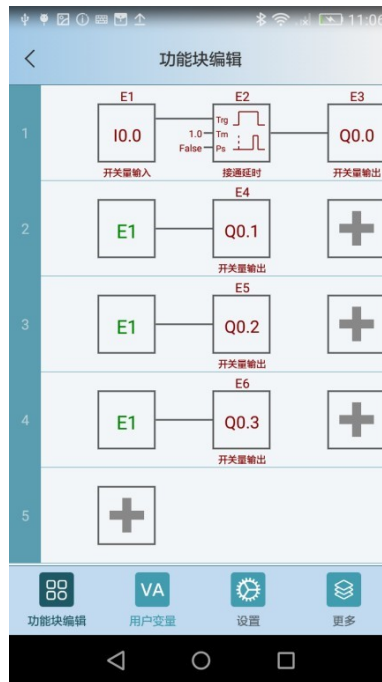 11:06
功能块编辑
1
E1
E2
E3
I0.0
Trg
1.0
Tm
False
Ps
Q0.0
开关量输入
接通延时
开关量输出
2
E4
E1
Q0.1
开关量输出
3
E5
E1
Q0.2
开关量输出
4
E6
E1
Q0.3
开关量输出
5
VA
功能块编辑
用户变量
设置
更多